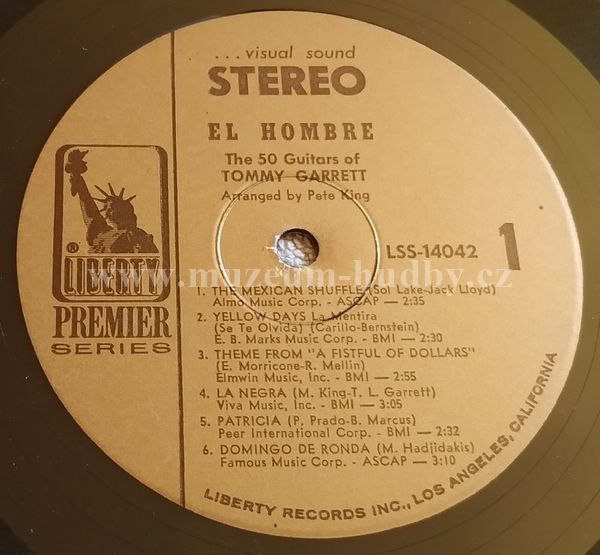 ...visual sound
STEREO
EL HOMBRE
The 50 Guitars of
TOMMY GARRETT
Arranged by Pete King
LSS-14042
1
®
LIBERTY
PREMIER
SERIES
www.muzeum-hudby.cz
1. THE MEXICAN SHUFFLE (Sol Lake-Jack Lloyd)
Almo Music Corp. - ASCAP — 2:35
2. YELLOW DAYS La Mentira
(Se Te Olvida) (Carillo-Bernstein)
E. B. Marks Music Corp. - BMI — 2:30
3. THEME FROM "A FISTFUL OF DOLLARS"
(E. Morricone-R. Mellin)
Elmwin Music, Inc. - BMI — 2:55
4. LA NEGRA (M. King-T. L. Garrett)
Viva Music, Inc. - BMI — 3:05
5. PATRICIA (P. Prado-B. Marcus)
Peer International Corp. - BMI — 2:32
6. DOMINGO DE RONDA (M. Hadjidakis)
Famous Music Corp. - ASCAP — 3:10
LIBERTY RECORDS INC., LOS ANGELES, CALIFORNIA